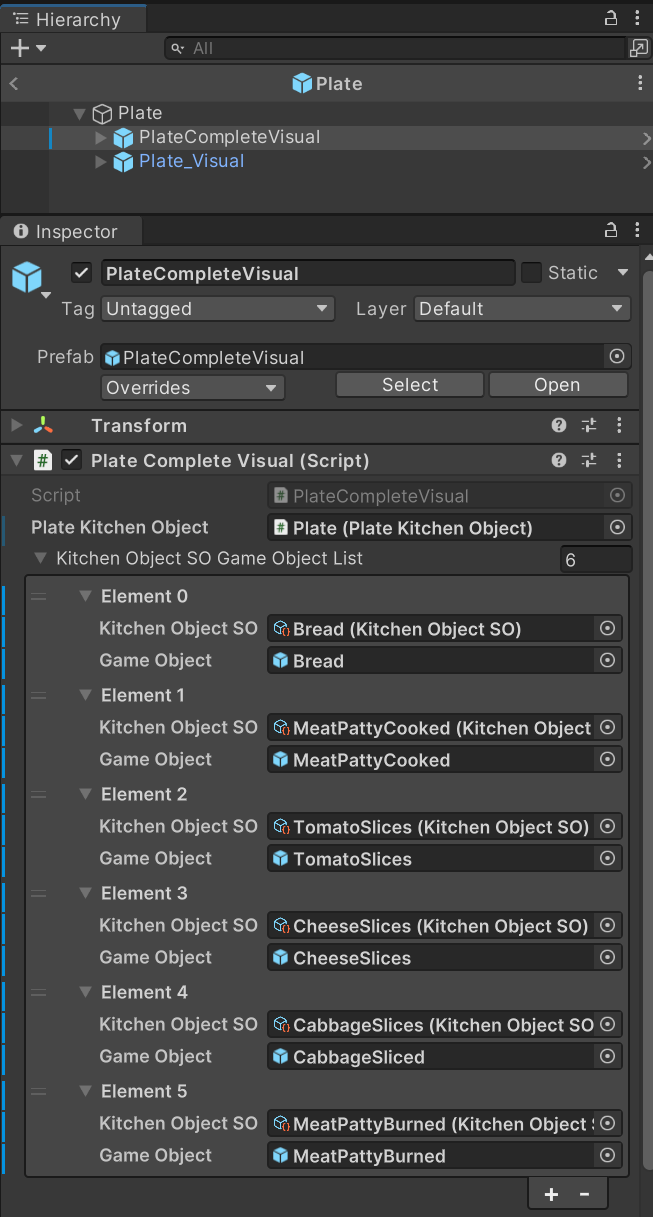 Hierarchy
All
Plate
Plate
PlateCompleteVisual
Plate_Visual
Inspector
PlateCompleteVisual
Static
Tag Untagged Layer Default
Prefab PlateCompleteVisual
Overrides Select Open
Transform
# Plate Complete Visual (Script)
Script # PlateCompleteVisual
Plate Kitchen Object # Plate (Plate Kitchen Object)
Kitchen Object SO Game Object List 6
Element 0
Kitchen Object SO Bread (Kitchen Object SO)
Game Object Bread
Element 1
Kitchen Object SO MeatPattyCooked (Kitchen Object
Game Object MeatPattyCooked
Element 2
Kitchen Object SO TomatoSlices (Kitchen Object SO)
Game Object TomatoSlices
Element 3
Kitchen Object SO CheeseSlices (Kitchen Object SO)
Game Object CheeseSlices
Element 4
Kitchen Object SO CabbageSlices (Kitchen Object SO
Game Object CabbageSliced
Element 5
Kitchen Object SO MeatPattyBurned (Kitchen Object
Game Object MeatPattyBurned
+ -